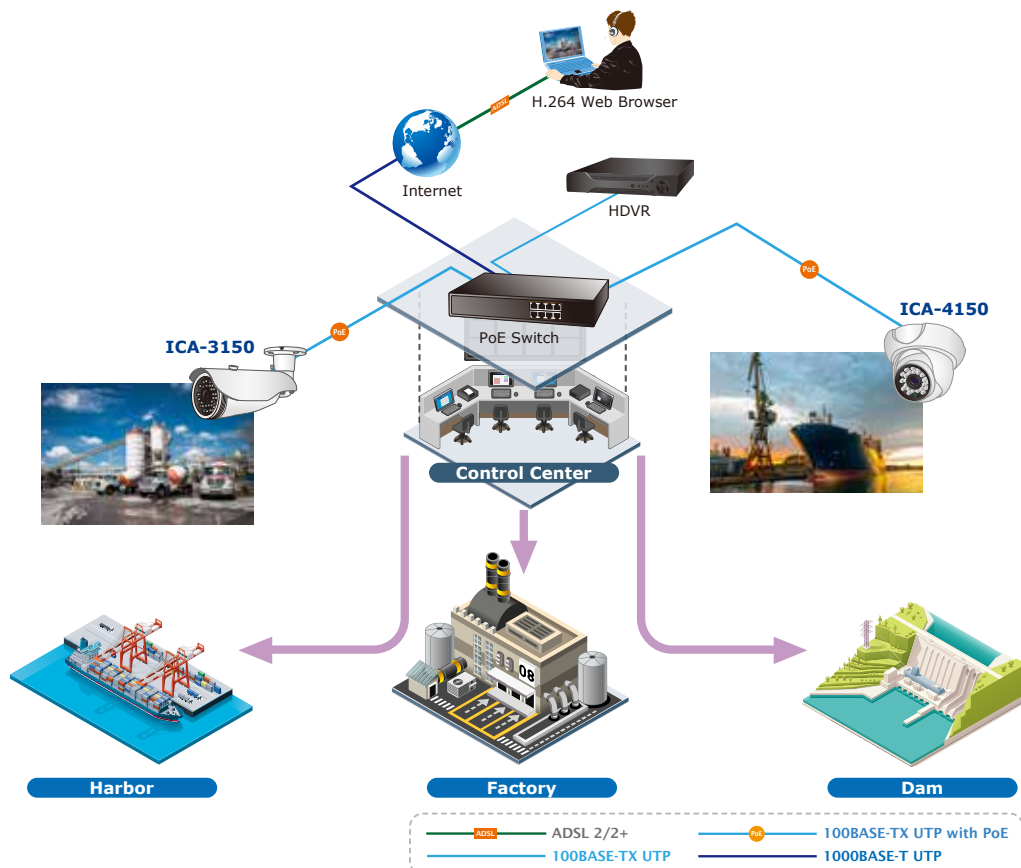 ADSL
H.264 Web Browser
Internet
HDVR
PoE
ICA-4150
PoE Switch
PoE
ICA-3150
Control Center
08
Harbor
Factory
Dam
ADSL
ADSL 2/2+
PoE
100BASE-TX UTP with PoE
100BASE-TX UTP
1000BASE-T UTP